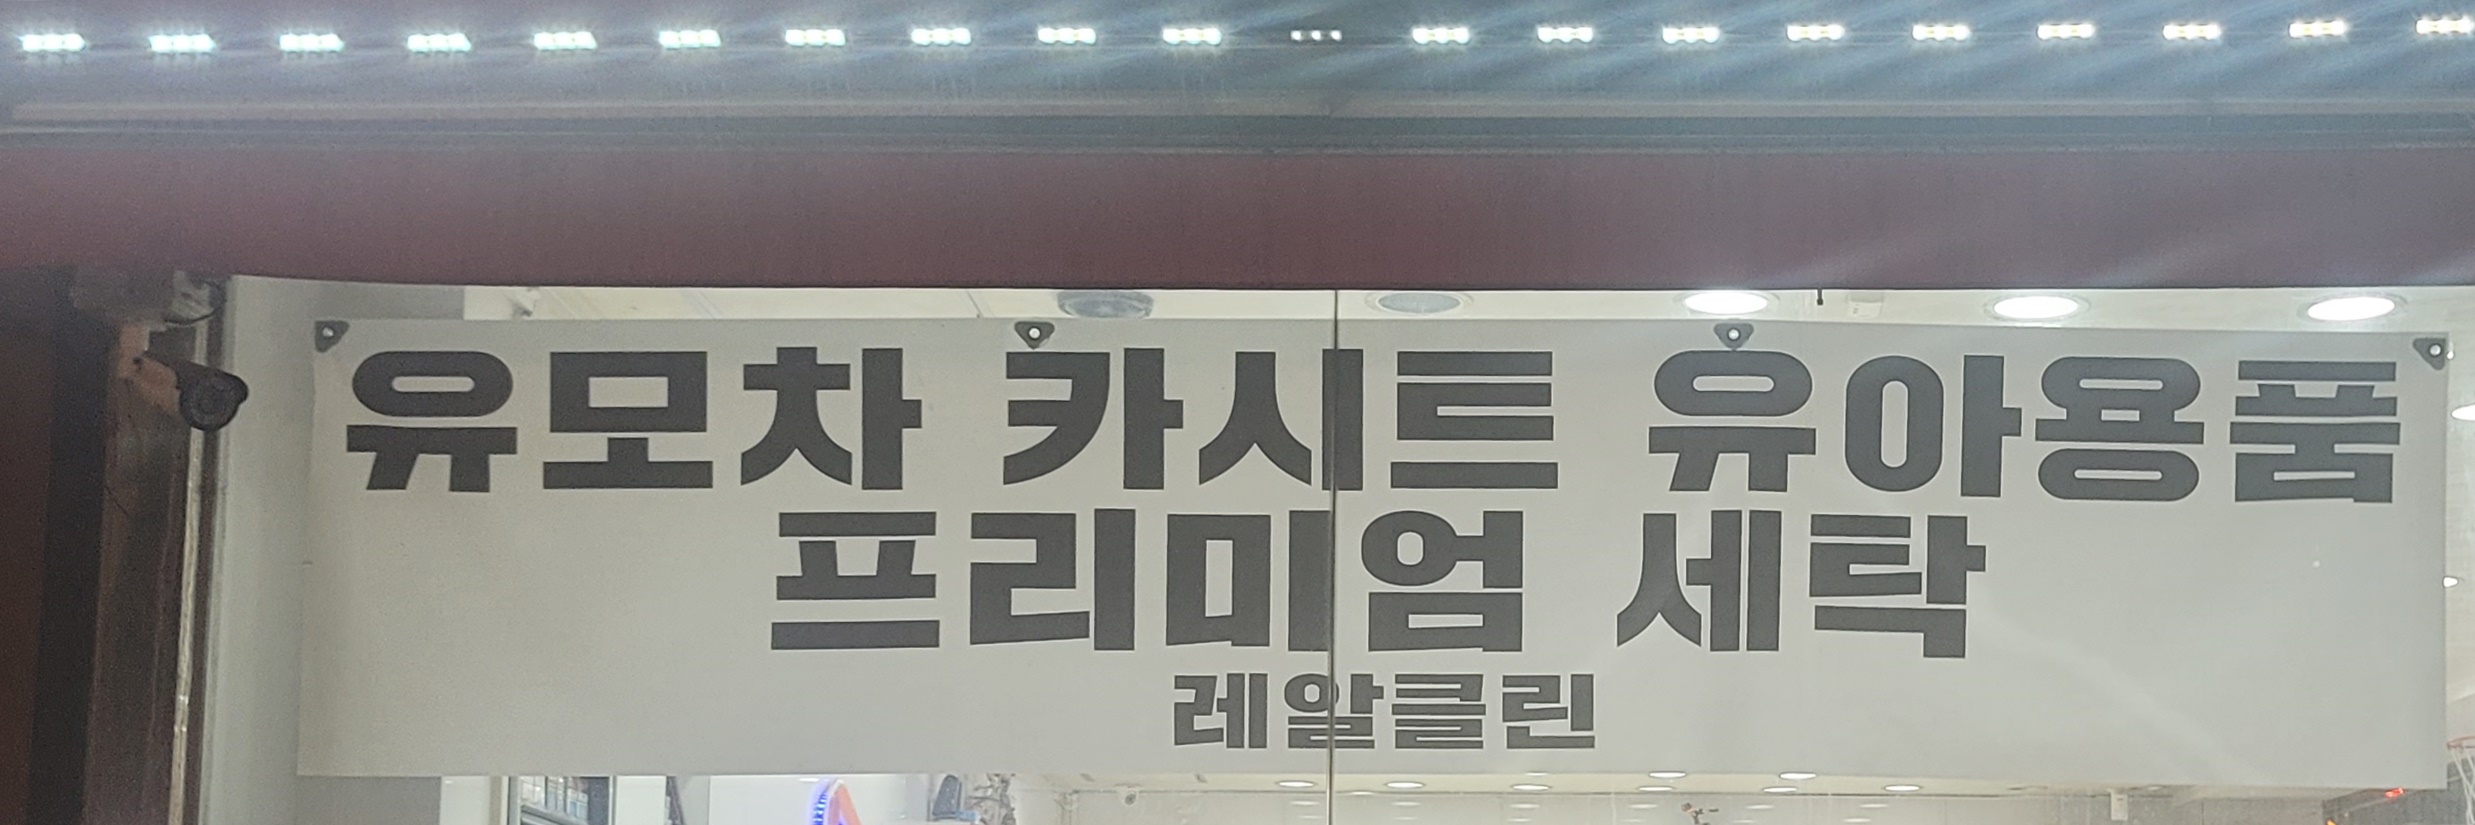 유모차 카시트 유아용품
프리미엄 세탁
레알클린